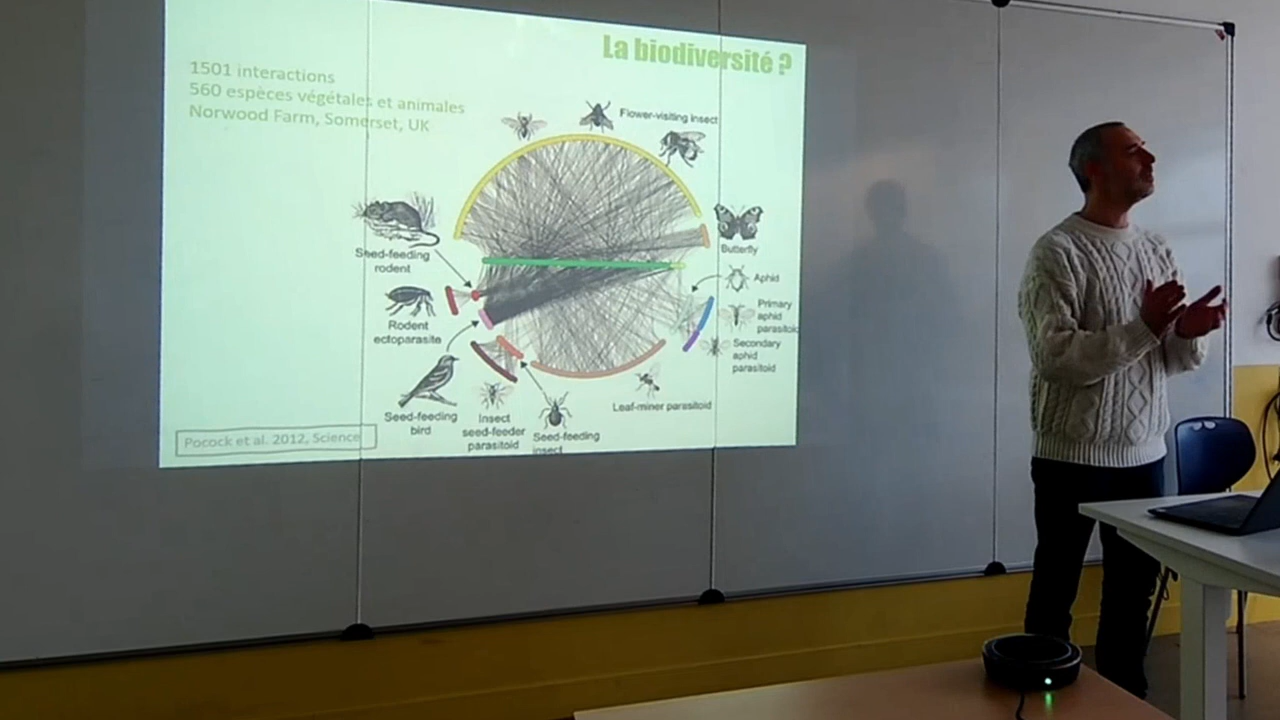 La biodiversité ?
1501 interactions
560 espèces végétales et animales
Norwood Farm, Somerset, UK
Flower-visiting insect
Butterfly
Seed-feeding
rodent
Aphid
Primary
aphid
Rodent
ectoparasite
Secondary
aphid
parasitoid
Seed-feeding
bird
Insect
seed-feeder
parasitoid
Seed-feeding
insect
Leaf-miner parasitoid
Pocock et al. 2012, Science